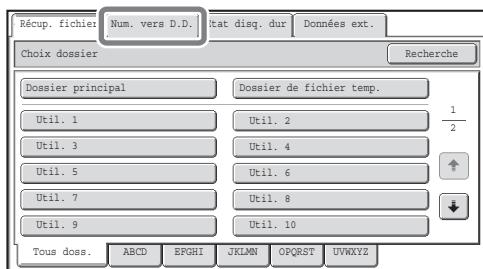 Récup. fichier Num. vers D.D. Etat disq. dur Données ext.
Choix dossier Recherche
Dossier principal Dossier de fichier temp.
Util. 1 Util. 2
Util. 3 Util. 4
Util. 5 Util. 6
Util. 7 Util. 8
Util. 9 Util. 10
1
2
Tous doss. ABCD EFGHI JKLMN OPQRST UVWXYZ